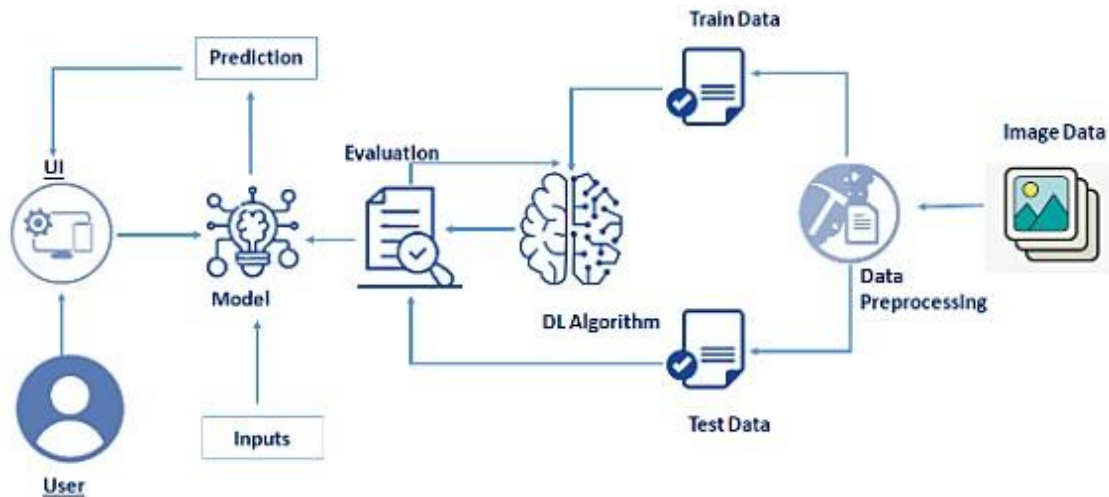 Train Data
Prediction
Image Data
Evaluation
UI
Model
Data
Preprocessing
DL Algorithm
Inputs
Test Data
User